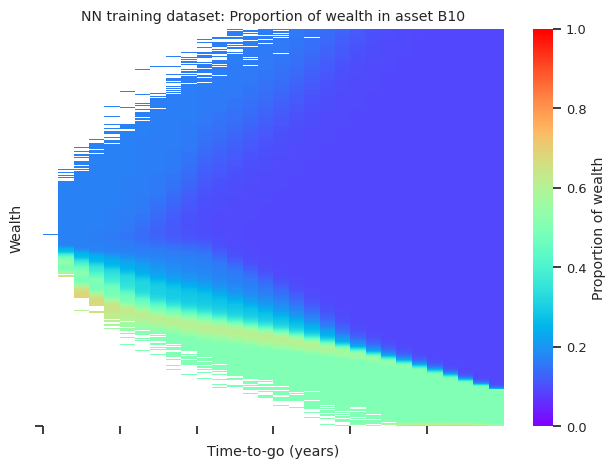 NN training dataset: Proportion of wealth in asset B10
Wealth
Time-to-go (years)
1.0
0.8
0.6
0.4
0.2
0.0
Proportion of wealth